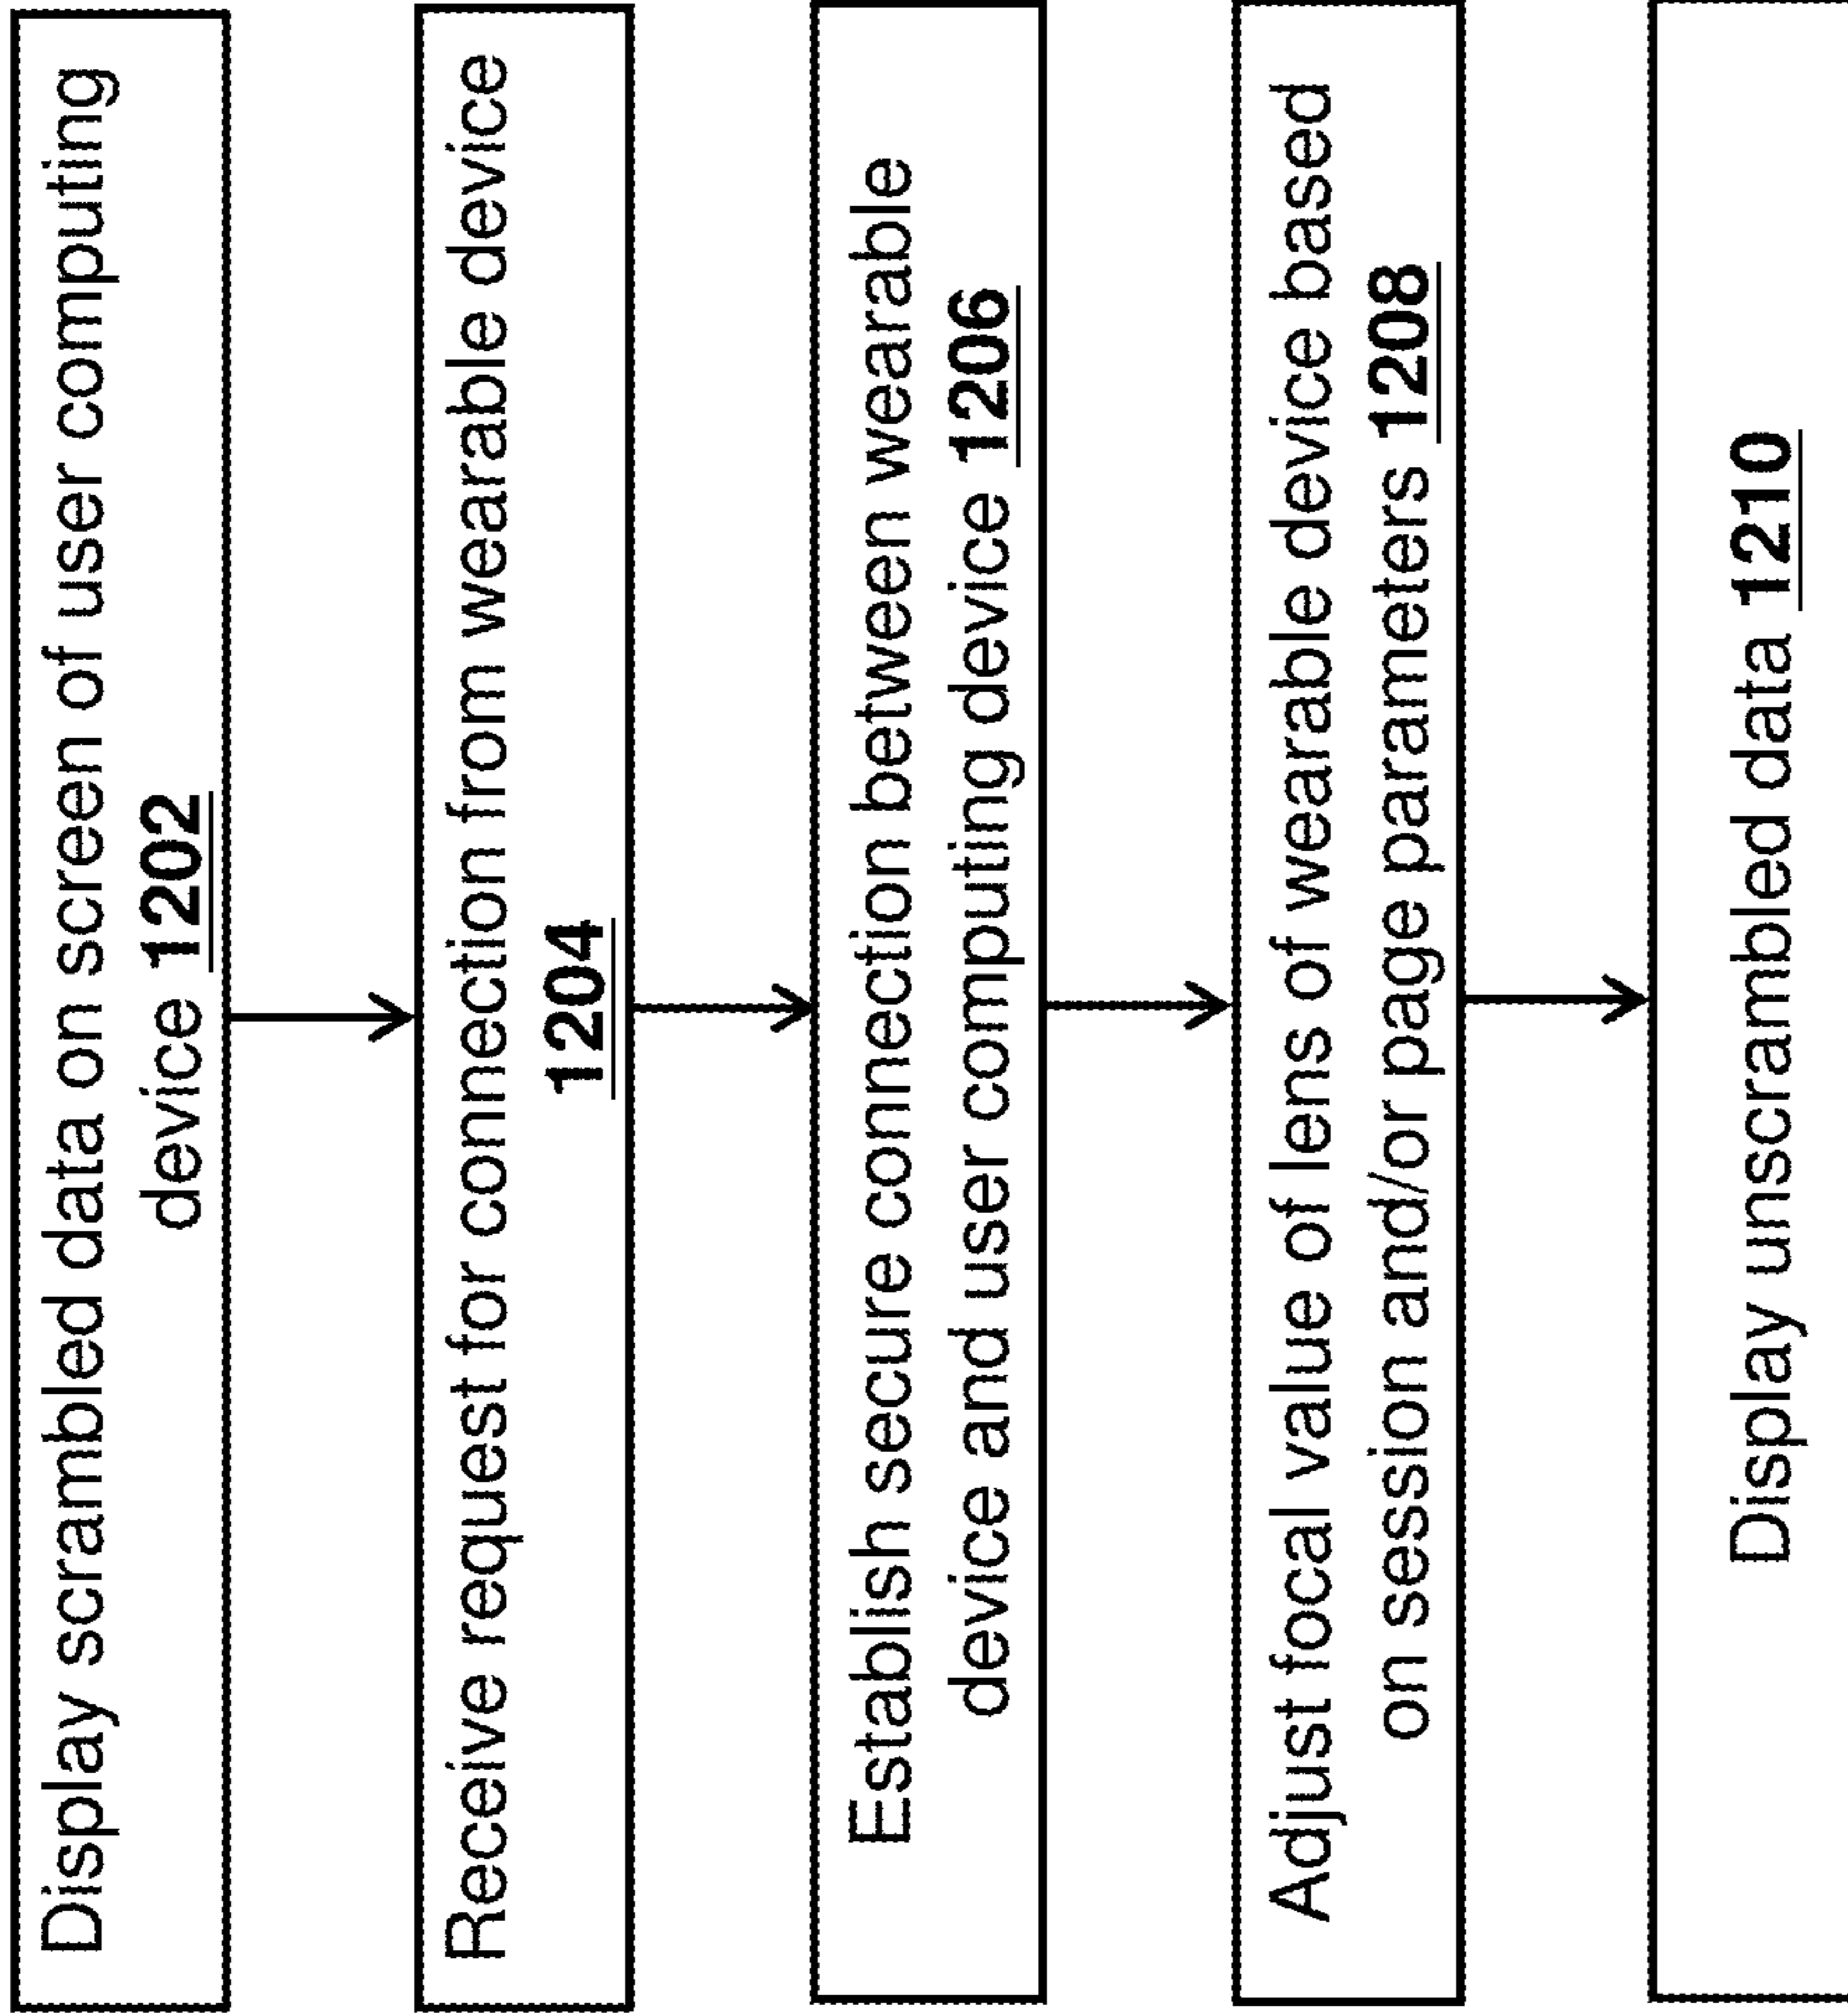 Display scrambled data on screen of user computing
device 1202
Receive request for connection from wearable device
1204
Establish secure connection between wearable
device and user computing device 1206
Adjust focal value of lens of wearable device based
on session and/or page parameters 1208
Display unscrambled data 1210